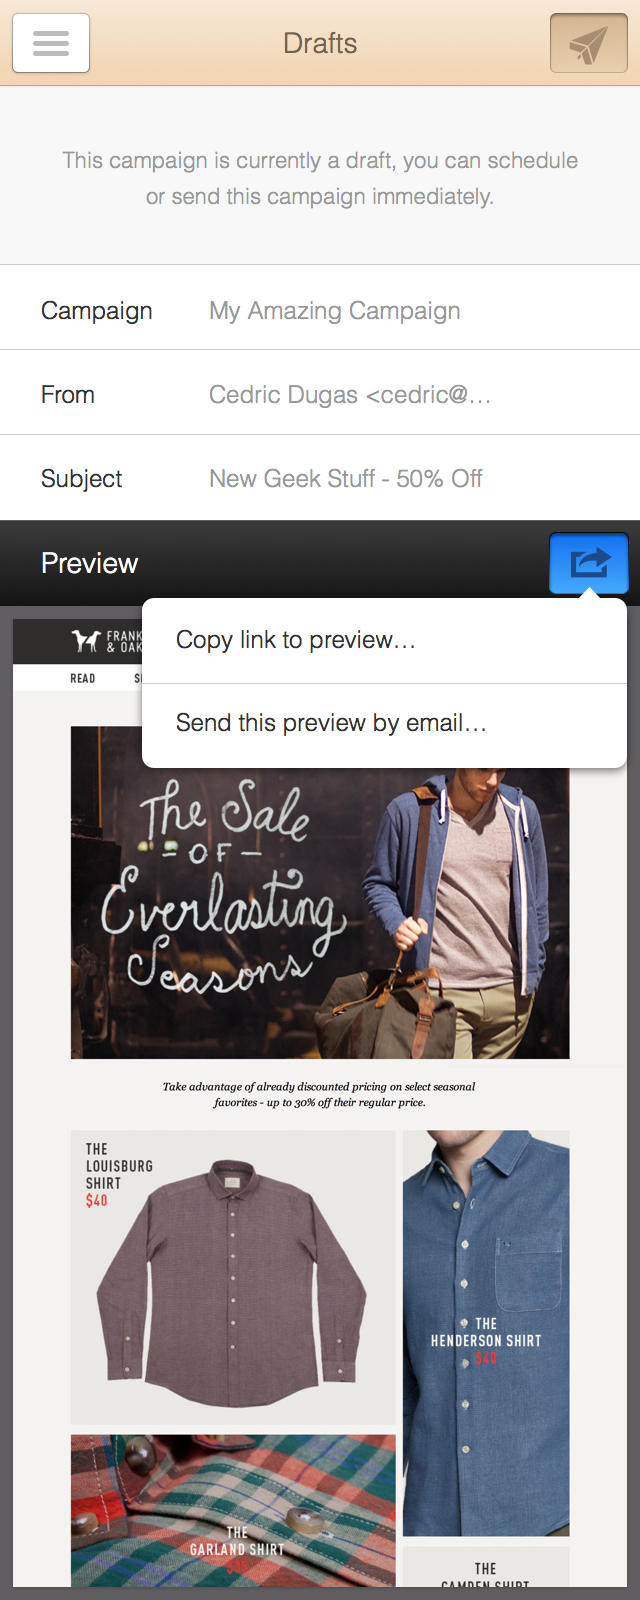 Drafts
This campaign is currently a draft, you can schedule
or send this campaign immediately.
Campaign My Amazing Campaign
From Cedric Dugas <cedric@...
Subject New Geek Stuff - 50% Off
Preview
Copy link to preview...
Send this preview by email...
FRANK
& OAK
READ
The Sale
- OF -
Everlasting
Seasons
Take advantage of already discounted pricing on select seasonal
favorites - up to 30% off their regular price.
THE
LOUISBURG
SHIRT
$40
THE
HENDERSON SHIRT
$40
THE
GARLAND SHIRT
THE
CAMDEN SHIRT